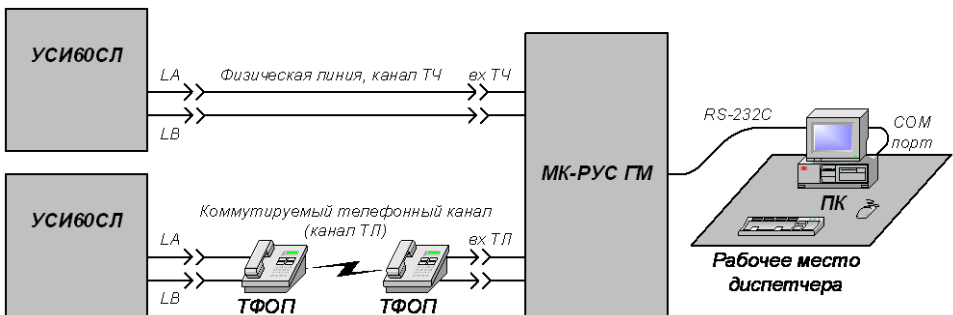 УСИ60СЛ
LA
Физическая линия, канал ТЧ
вх ТЧ
LB
УСИ60СЛ
Коммутируемый телефонный канал
(канал ТЛ)
LA
вх ТЛ
LB
ТФОП
ТФОП
МК-РУС ГМ
RS-232C
COM
порт
ПК
Рабочее место
диспетчера